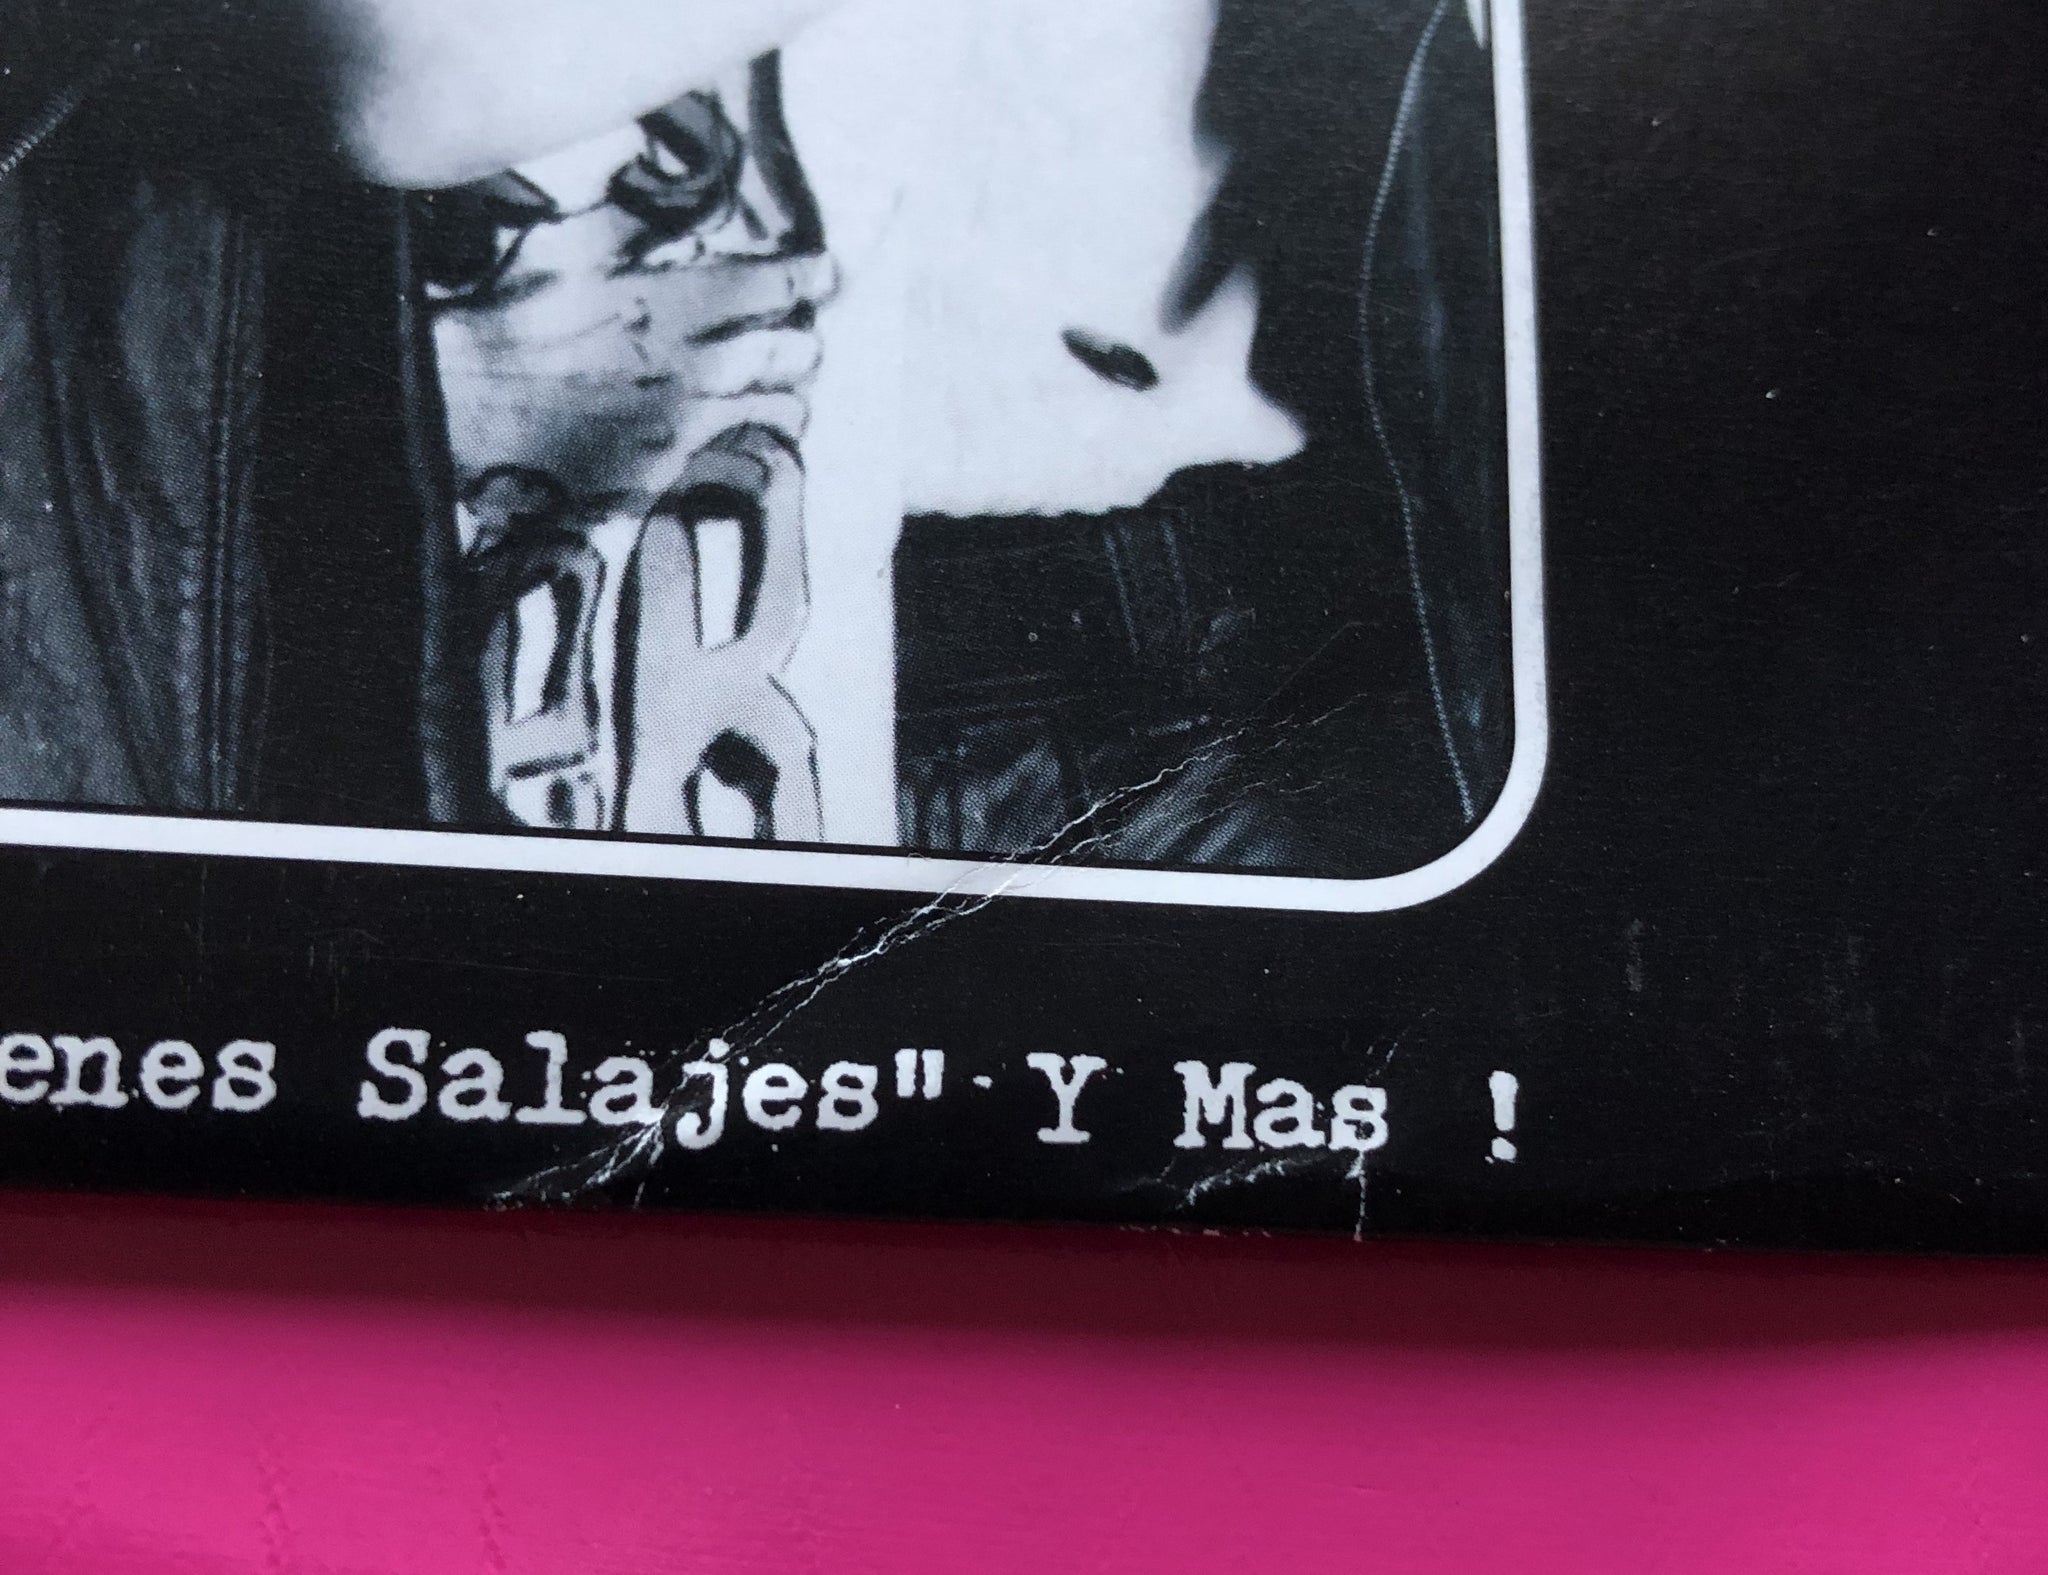 enes Salajes" Y Mas !